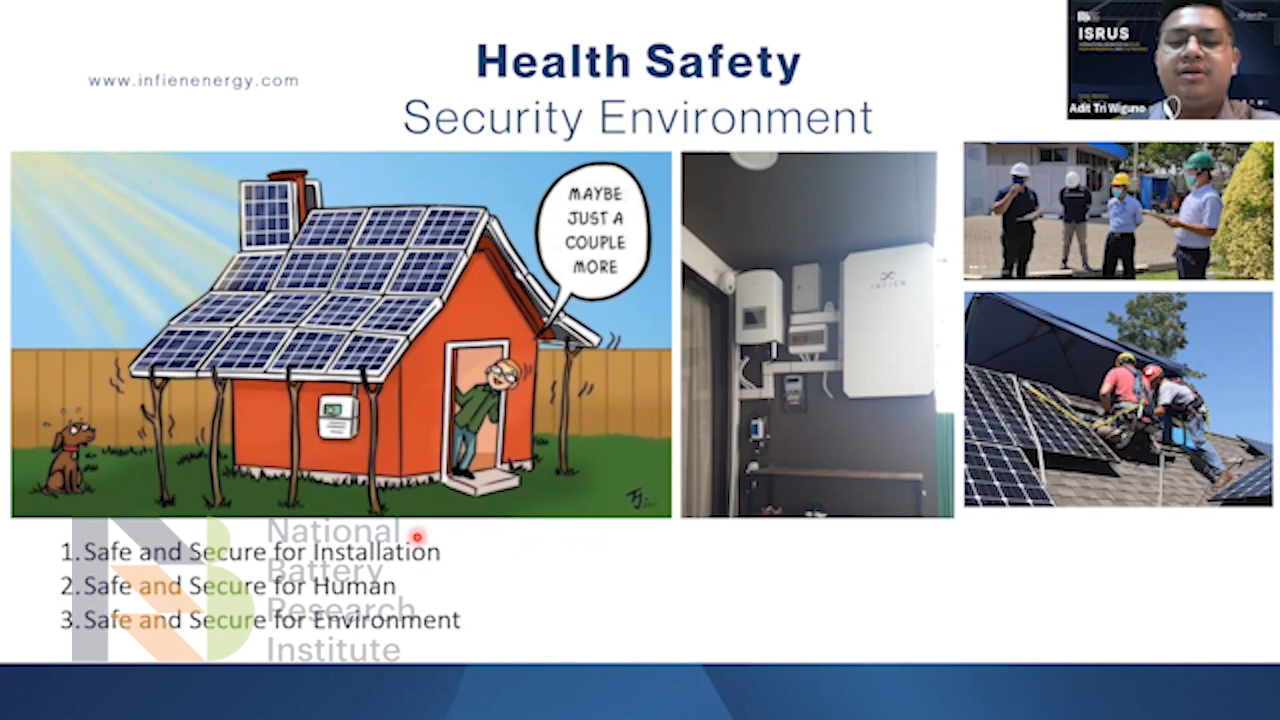 www.infienenergy.com
Health Safety
Security Environment
ISRUS
Adit Tri Wiguno
MAYBE
JUST A
COUPLE
MORE
INFIEN
1. Safe and Secure for Installation
2. Safe and Secure for Human
3. Safe and Secure for Environment
National
Battery
Research
Institute